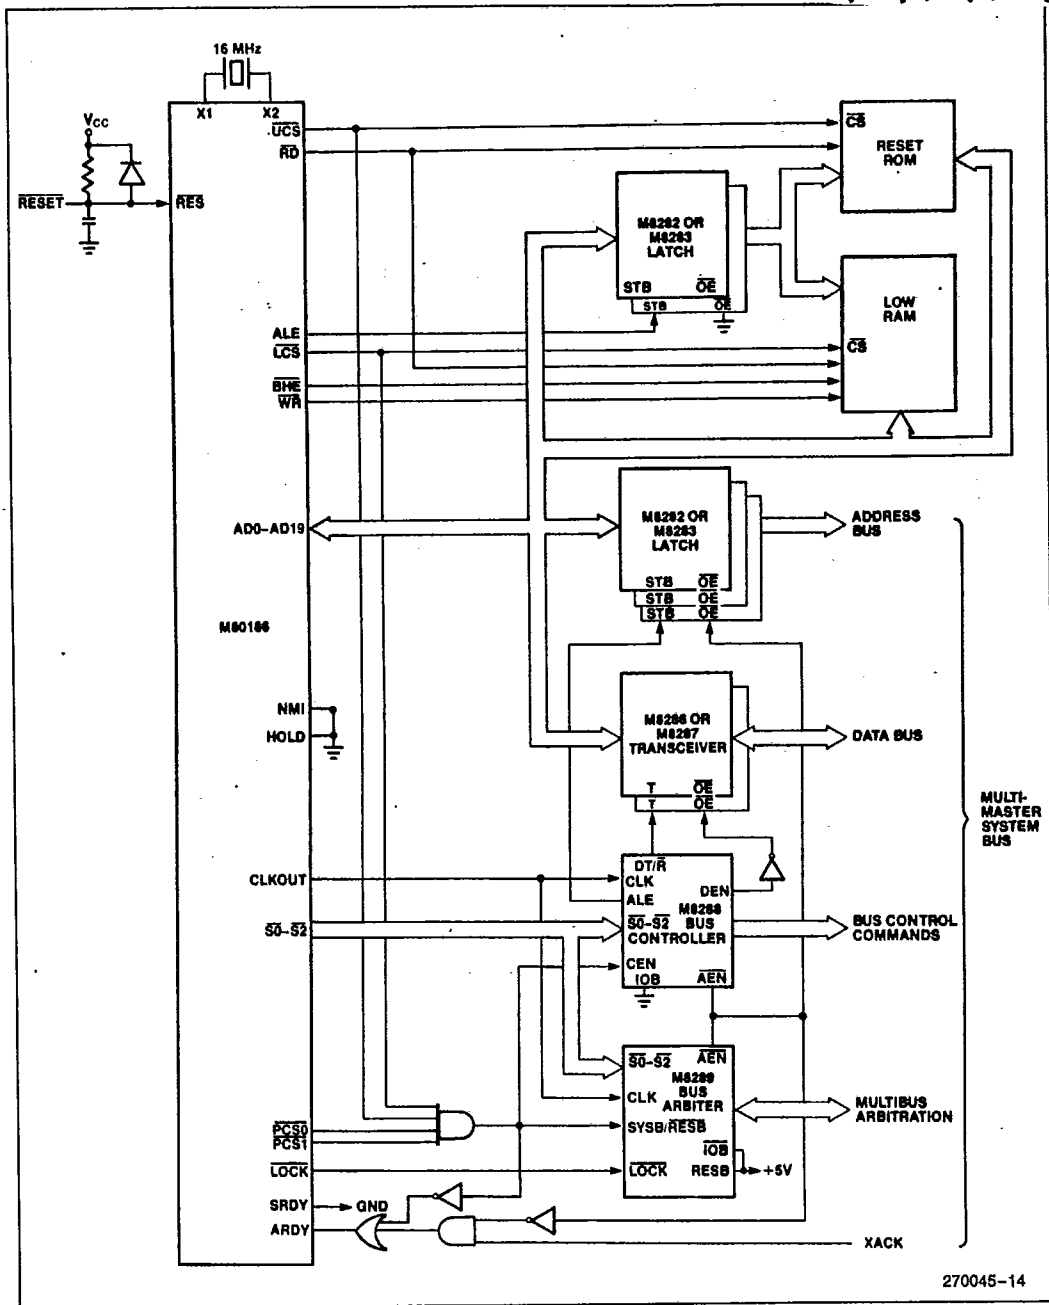 16 MHz
X1 X2
VCC
UCS
RD
RESET
RES
CS
RESET
ROM
M8282 OR
M8283
LATCH
STB OE
STB OE
LOW
RAM
CS
ALE
LCS
BHE
WR
AD0–AD19
M8282 OR
M8283
LATCH
STB OE
STB OE
STB OE
ADDRESS
BUS
M80186
NMI
HOLD
M8286 OR
M8287
TRANSCEIVER
T OE
T OE
DATA BUS
MULTI-
MASTER
SYSTEM
BUS
CLKOUT
DT/R
CLK
ALE
DEN
S0–S2
S0–S2
M8288
BUS
CONTROLLER
BUS CONTROL
COMMANDS
CEN
IOB
AEN
S0–S2
AEN
M8289
BUS
ARBITER
CLK
MULTIBUS
ARBITRATION
SYSB/RESB
PCS0
PCS1
IOB
LOCK
LOCK
RESB
+5V
SRDY
GND
ARDY
XACK
270045–14